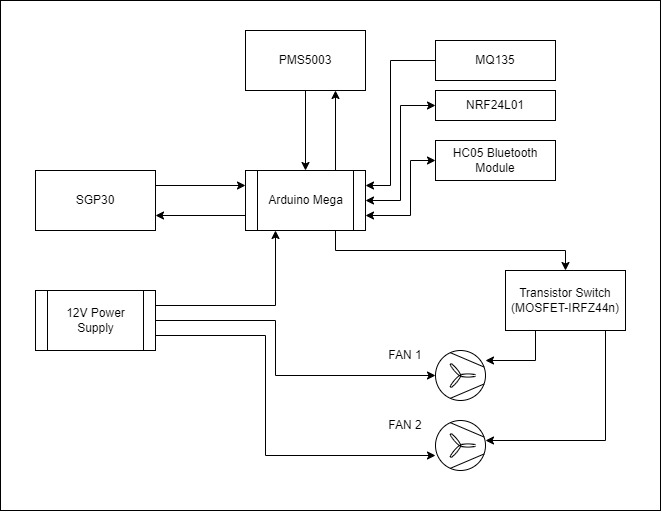 PMS5003
MQ135
NRF24L01
HC05 Bluetooth
Module
SGP30
Arduino Mega
12V Power
Supply
Transistor Switch
(MOSFET-IRFZ44n)
FAN 1
FAN 2